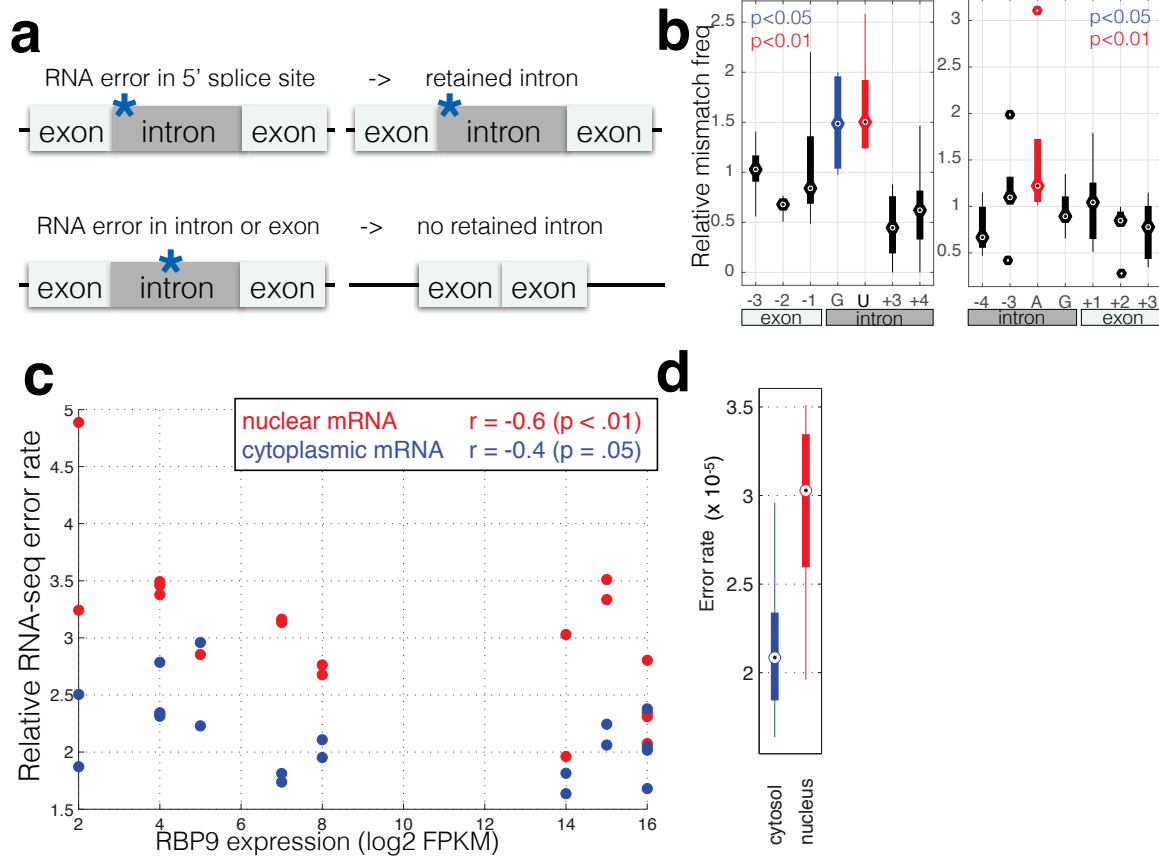 a
RNA error in 5' splice site -> retained intron
exon intron exon exon intron exon
RNA error in intron or exon -> no retained intron
exon intron exon exon exon
b
Relative mismatch freq
p<0.05
p<0.01
2.5
2
1.5
1
0.5
0
-3 -2 -1 G U +3 +4
exon intron
p<0.05
p<0.01
3
2
1.5
1
0.5
-4 -3 A G +1 +2 +3
intron exon
c
Relative RNA-seq error rate
nuclear mRNA r = -0.6 (p < .01)
cytoplasmic mRNA r = -0.4 (p = .05)
5
4.5
4
3.5
3
2.5
2
1.5
2 4 6 8 10 12 14 16
RBP9 expression (log2 FPKM)
d
Error rate (x 10-5)
3.5
3
2.5
2
cytosol
nucleus